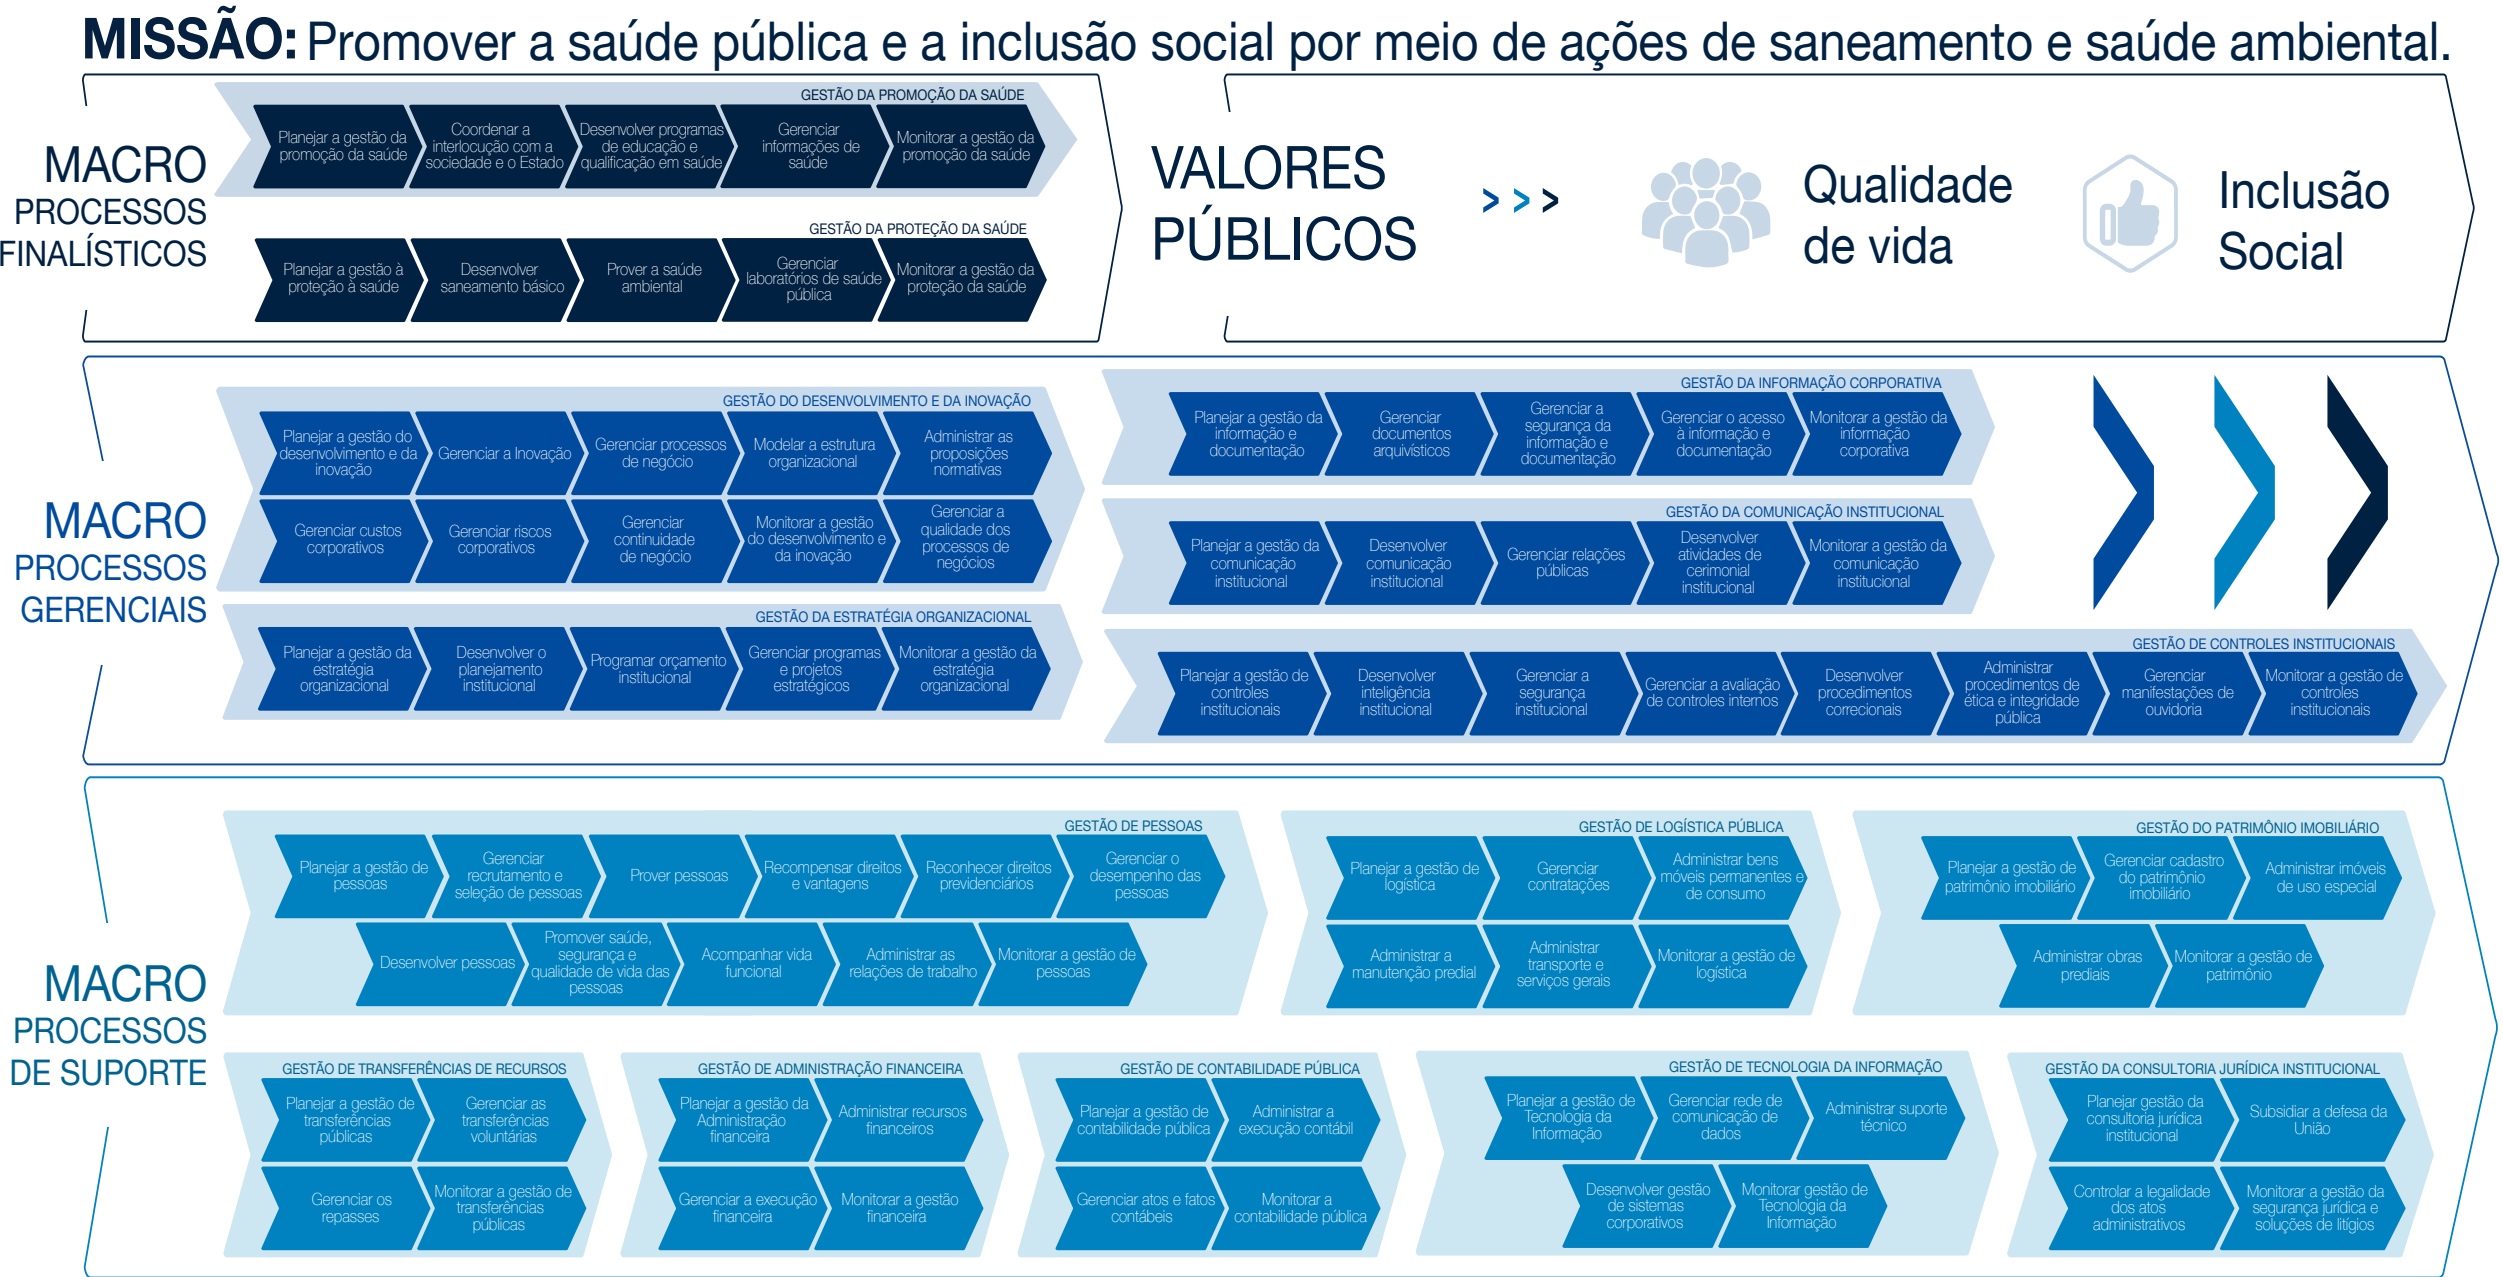 MISSÃO: Promover a saúde pública e a inclusão social por meio de ações de saneamento e saúde ambiental.
MACRO
PROCESSOS
FINALÍSTICOS
GESTÃO DA PROMOÇÃO DA SAÚDE
Planejar a gestão da
promoção da saúde
Coordenar a
interlocução com a
sociedade e o Estado
Desenvolver programas
de educação e
qualificação em saúde
Gerenciar
informações de
saúde
Monitorar a gestão da
promoção da saúde
GESTÃO DA PROTEÇÃO DA SAÚDE
Planejar a gestão à
proteção à saúde
Desenvolver
saneamento básico
Prover a saúde
ambiental
Gerenciar
laboratórios de saúde
pública
Monitorar a gestão da
proteção da saúde
VALORES
PÚBLICOS
Qualidade
de vida
Inclusão
Social
MACRO
PROCESSOS
GERENCIAIS
GESTÃO DO DESENVOLVIMENTO E DA INOVAÇÃO
Planejar a gestão do
desenvolvimento e da
inovação
Gerenciar a Inovação
Gerenciar processos
de negócio
Modelar a estrutura
organizacional
Administrar as
proposições
normativas
Gerenciar custos
corporativos
Gerenciar riscos
corporativos
Gerenciar
continuidade
de negócio
Monitorar a gestão
do desenvolvimento e
da inovação
Gerenciar a
qualidade dos
processos de
negócios
GESTÃO DA ESTRATÉGIA ORGANIZACIONAL
Planejar a gestão da
estratégia
organizacional
Desenvolver o
planejamento
institucional
Programar orçamento
institucional
Gerenciar programas
e projetos
estratégicos
Monitorar a gestão da
estratégia
organizacional
GESTÃO DA INFORMAÇÃO CORPORATIVA
Planejar a gestão da
informação e
documentação
Gerenciar
documentos
arquivísticos
Gerenciar a
segurança da
informação e
documentação
Gerenciar o acesso
à informação e
documentação
Monitorar a gestão da
informação
corporativa
GESTÃO DA COMUNICAÇÃO INSTITUCIONAL
Planejar a gestão da
comunicação
institucional
Desenvolver
comunicação
institucional
Gerenciar relações
públicas
Desenvolver
atividades de
cerimonial
institucional
Monitorar a gestão da
comunicação
institucional
GESTÃO DE CONTROLES INSTITUCIONAIS
Planejar a gestão de
controles
institucionais
Desenvolver
inteligência
institucional
Gerenciar a
segurança
institucional
Gerenciar a avaliação
de controles internos
Desenvolver
procedimentos
correcionais
Administrar
procedimentos de
ética e integridade
pública
Gerenciar
manifestações de
ouvidoria
Monitorar a gestão de
controles
institucionais
MACRO
PROCESSOS
DE SUPORTE
GESTÃO DE PESSOAS
Planejar a gestão de
pessoas
Gerenciar
recrutamento e
seleção de pessoas
Prover pessoas
Recompensar direitos
e vantagens
Reconhecer direitos
previdenciários
Gerenciar o
desempenho das
pessoas
Desenvolver pessoas
Promover saúde,
segurança e
qualidade de vida das
pessoas
Acompanhar vida
funcional
Administrar as
relações de trabalho
Monitorar a gestão de
pessoas
GESTÃO DE LOGÍSTICA PÚBLICA
Planejar a gestão de
logística
Gerenciar
contratações
Administrar bens
móveis permanentes e
de consumo
Administrar a
manutenção predial
Administrar
transporte e
serviços gerais
Monitorar a gestão de
logística
GESTÃO DO PATRIMÔNIO IMOBILIÁRIO
Planejar a gestão de
patrimônio imobiliário
Gerenciar cadastro
do patrimônio
imobiliário
Administrar imóveis
de uso especial
Administrar obras
prediais
Monitorar a gestão de
patrimônio
GESTÃO DE TRANSFERÊNCIAS DE RECURSOS
Planejar a gestão de
transferências
públicas
Gerenciar as
transferências
voluntárias
Gerenciar os
repasses
Monitorar a gestão de
transferências
públicas
GESTÃO DE ADMINISTRAÇÃO FINANCEIRA
Planejar a gestão da
Administração
financeira
Administrar recursos
financeiros
Gerenciar a execução
financeira
Monitorar a gestão
financeira
GESTÃO DE CONTABILIDADE PÚBLICA
Planejar a gestão de
contabilidade pública
Administrar a
execução contábil
Gerenciar atos e fatos
contábeis
Monitorar a
contabilidade pública
GESTÃO DE TECNOLOGIA DA INFORMAÇÃO
Planejar a gestão de
Tecnologia da
Informação
Gerenciar rede de
comunicação de
dados
Administrar suporte
técnico
Desenvolver gestão
de sistemas
corporativos
Monitorar gestão de
Tecnologia da
Informação
GESTÃO DA CONSULTORIA JURÍDICA INSTITUCIONAL
Planejar gestão da
consultoria jurídica
institucional
Subsidiar a defesa da
União
Controlar a legalidade
dos atos
administrativos
Monitorar a gestão da
segurança jurídica e
soluções de litígios